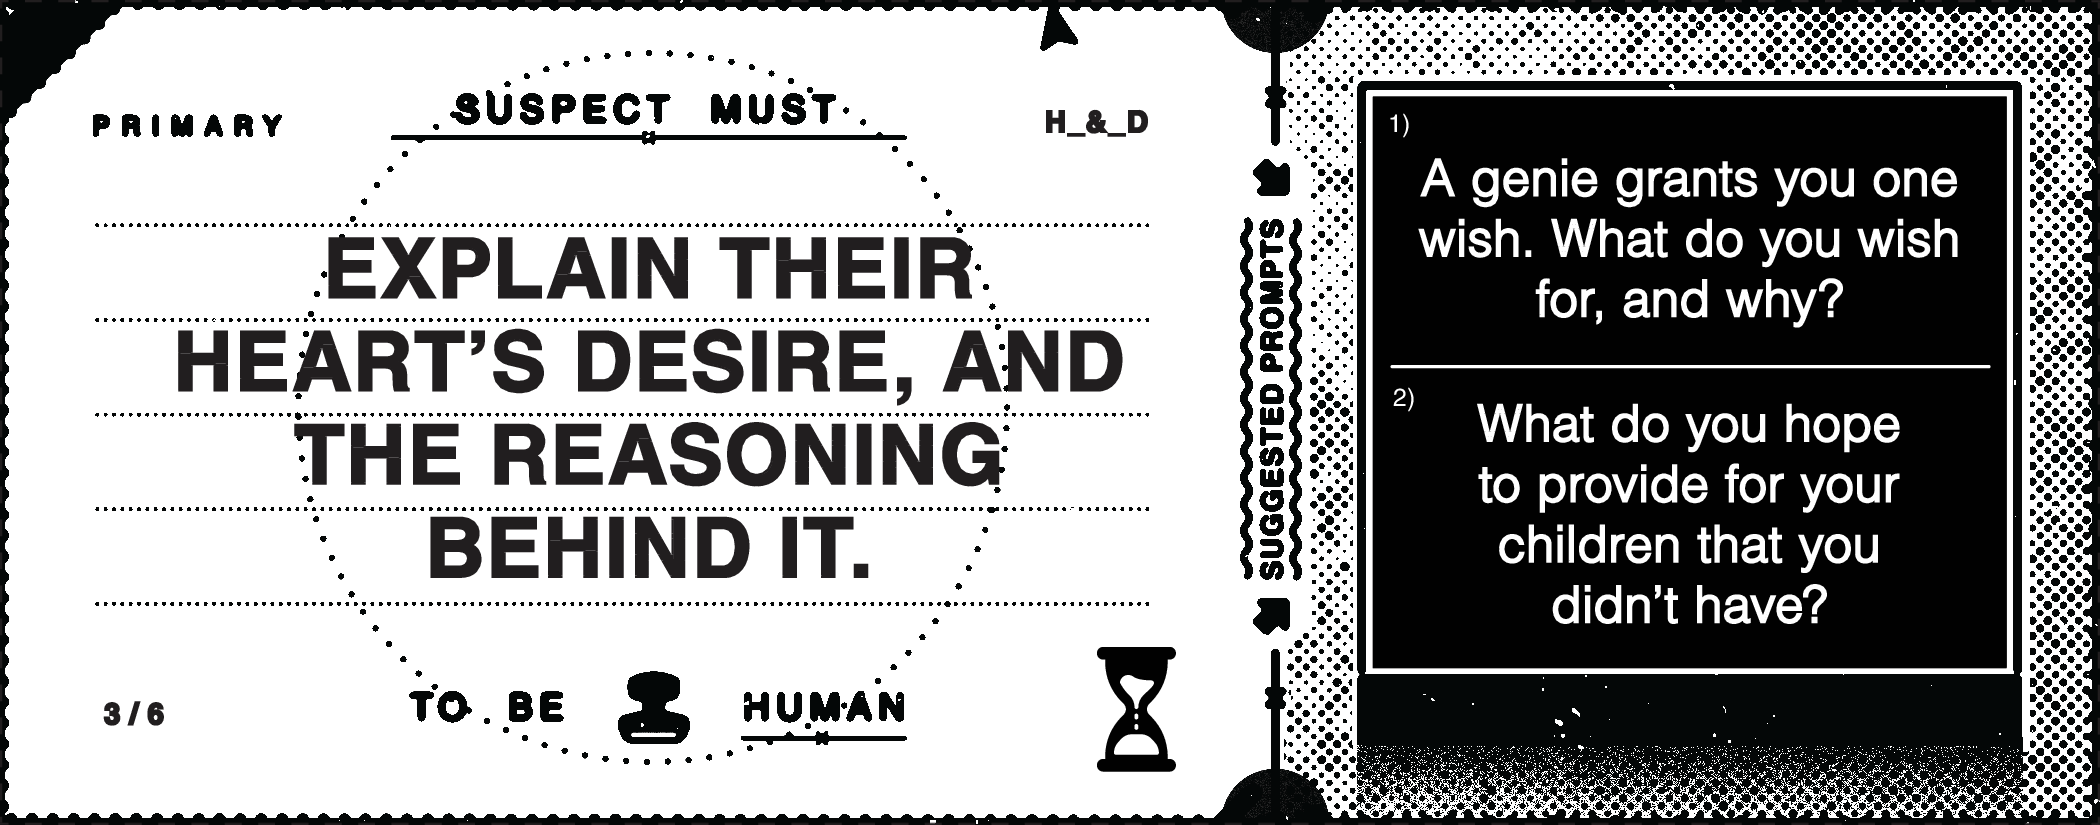 PRIMARY
SUSPECT MUST
H_&_D
EXPLAIN THEIR
HEART’S DESIRE, AND
THE REASONING
BEHIND IT.
3/6
TO BE
HUMAN
SUGGESTED PROMPTS
1)
A genie grants you one
wish. What do you wish
for, and why?
2)
What do you hope
to provide for your
children that you
didn’t have?